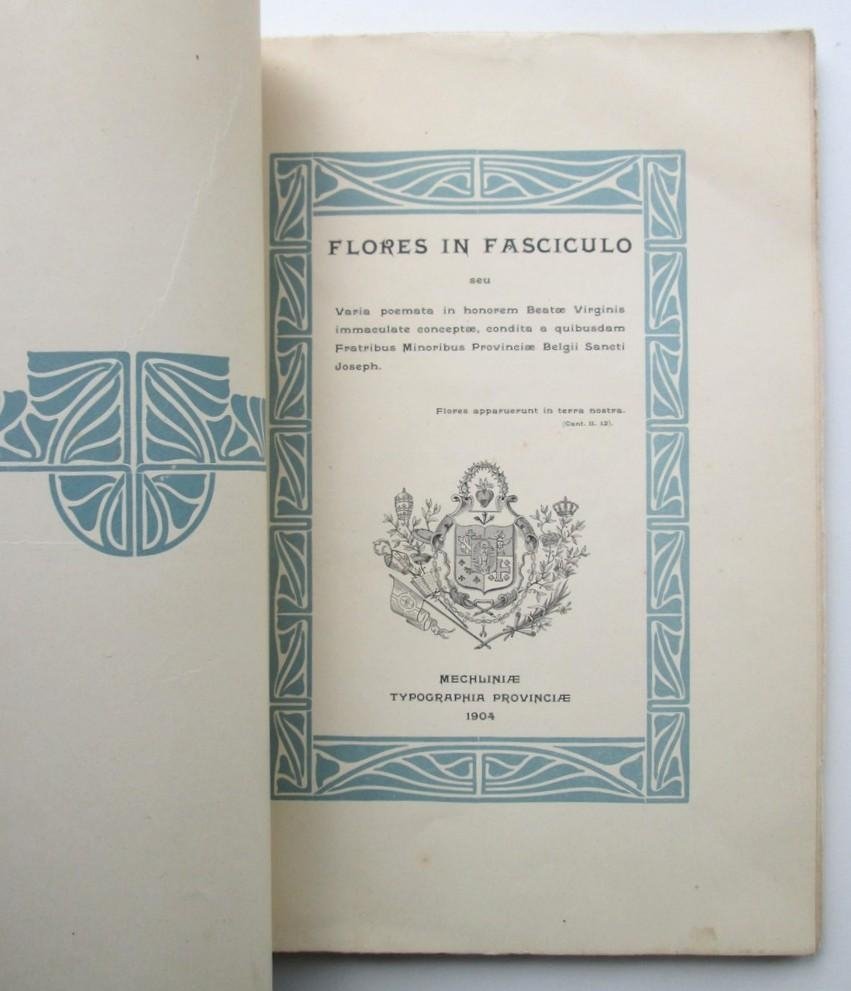 FLORES IN FASCICULO
seu
Varia poemata in honorem Beatæ Virginis
immaculate conceptæ, condita a quibusdam
Fratribus Minoribus Provinciæ Belgii Sancti
Joseph.
Flores apparuerunt in terra nostra.
(Cant. II. 12).
MECHLINIÆ
TYPOGRAPHIA PROVINCIÆ
1904